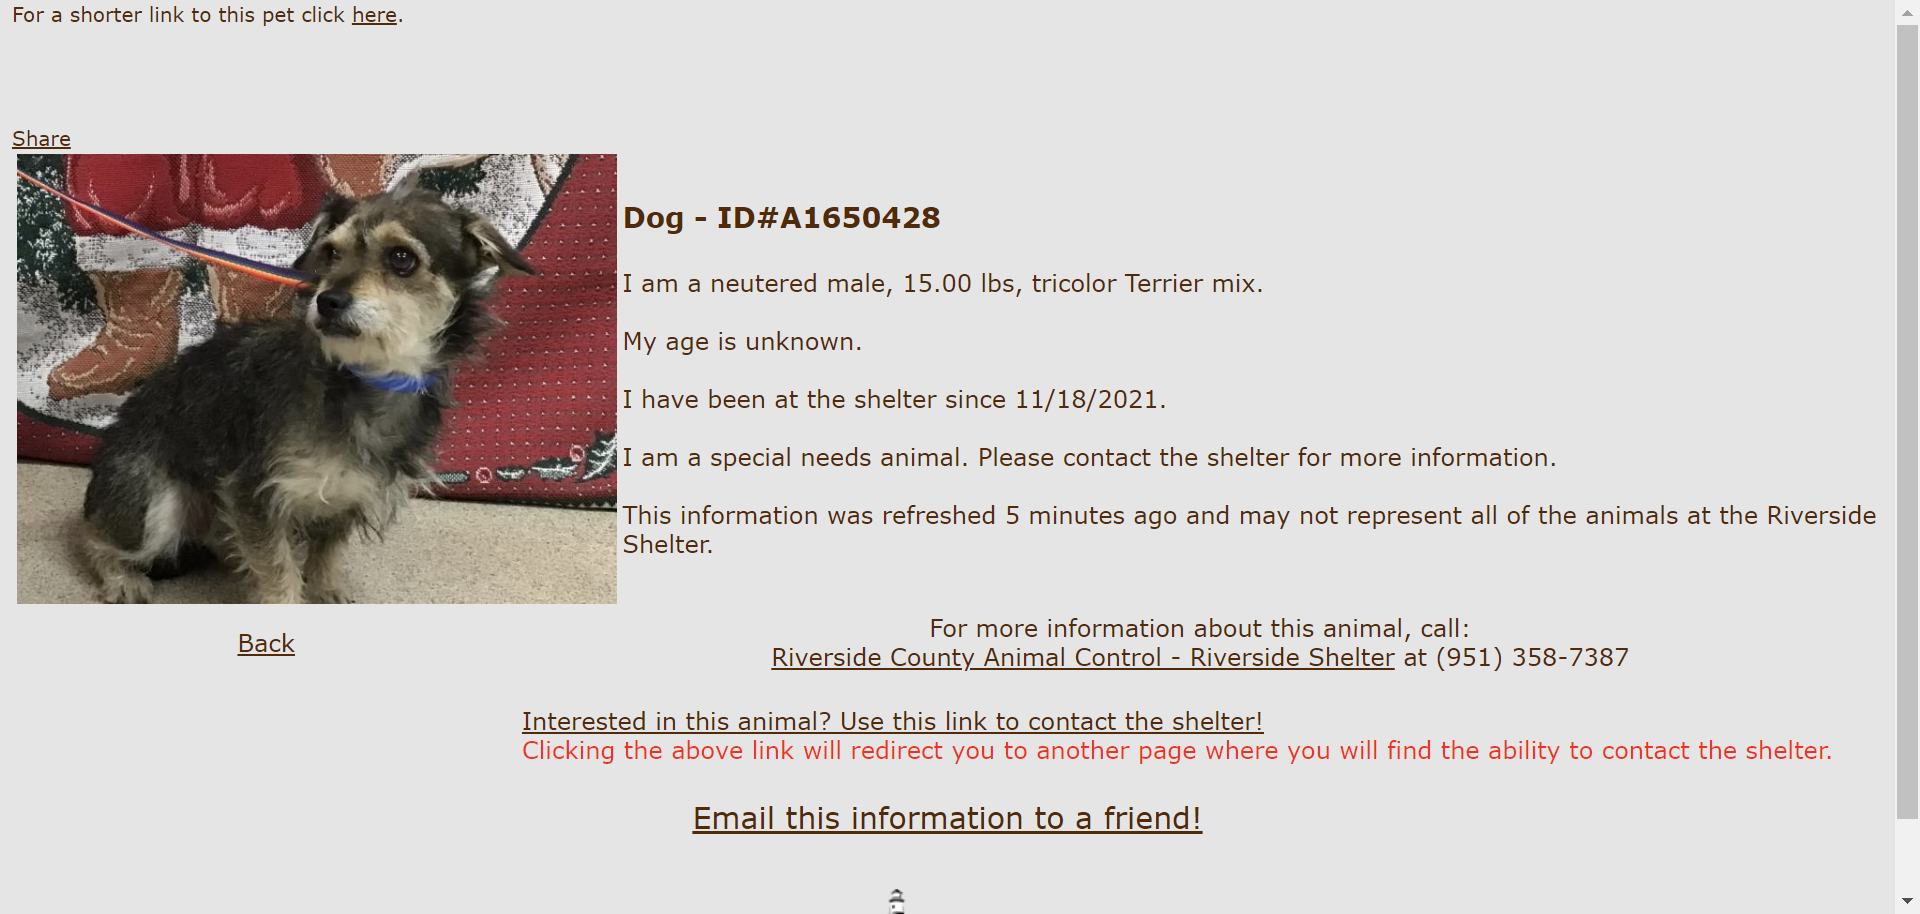 For a shorter link to this pet click here.
Share
Dog - ID#A1650428
I am a neutered male, 15.00 lbs, tricolor Terrier mix.
My age is unknown.
I have been at the shelter since 11/18/2021.
I am a special needs animal. Please contact the shelter for more information.
This information was refreshed 5 minutes ago and may not represent all of the animals at the Riverside
Shelter.
Back
For more information about this animal, call:
Riverside County Animal Control - Riverside Shelter at (951) 358-7387
Interested in this animal? Use this link to contact the shelter!
Clicking the above link will redirect you to another page where you will find the ability to contact the shelter.
Email this information to a friend!